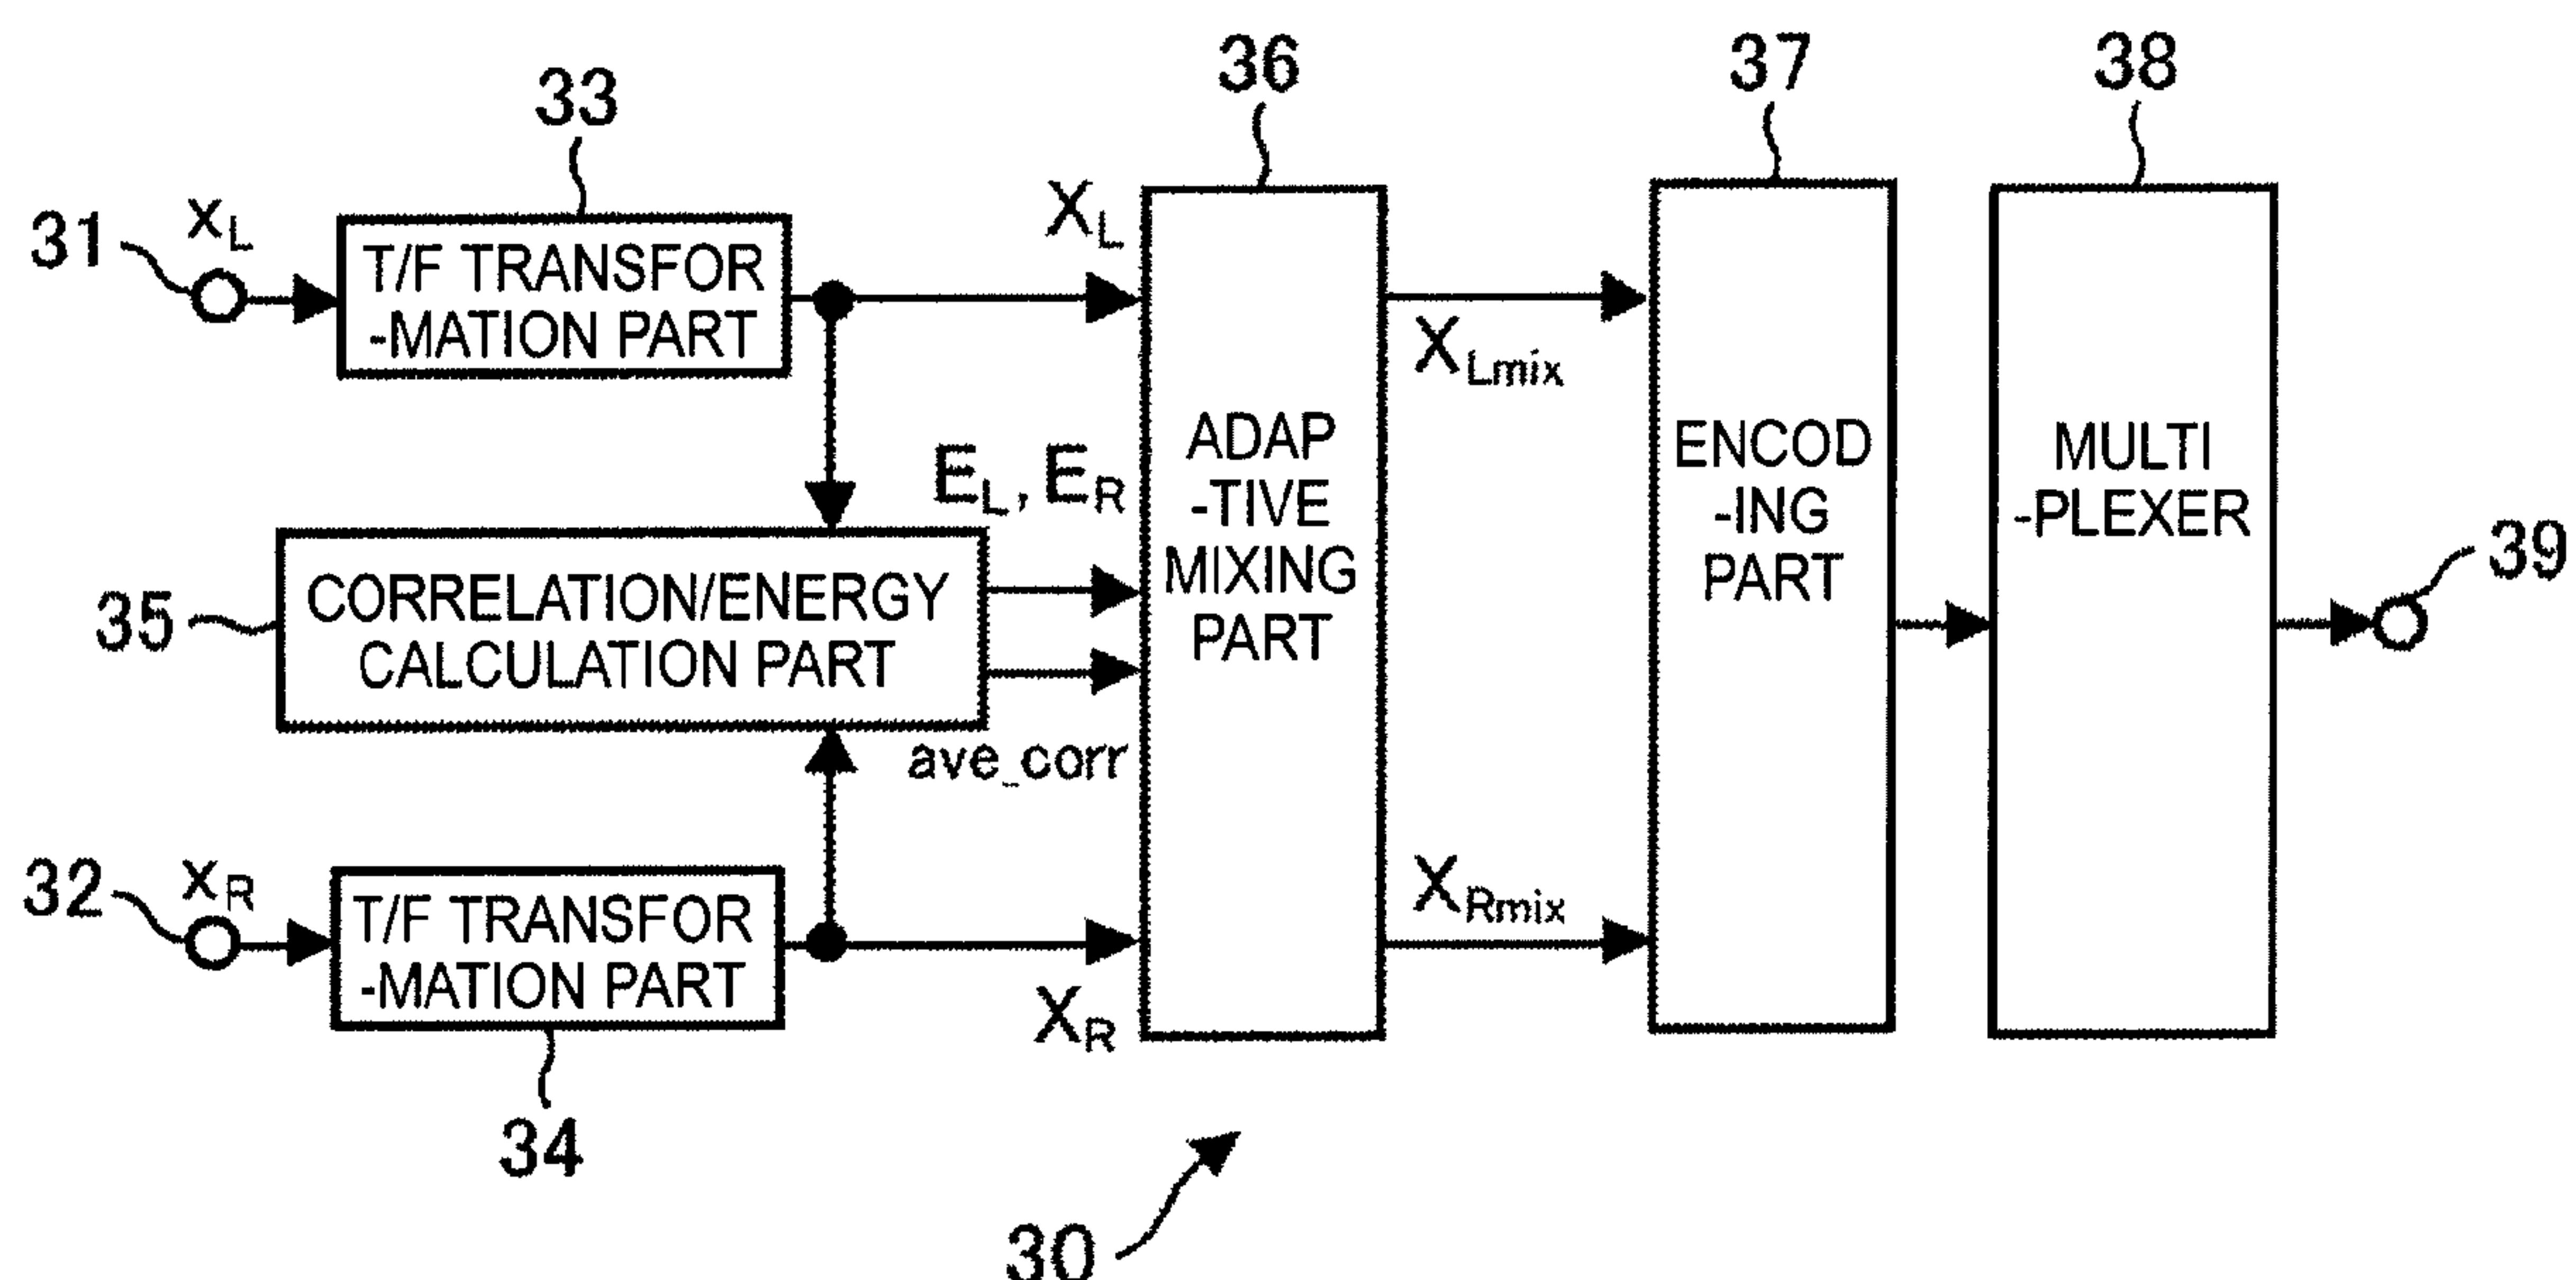 36
37
38
33
31
xL
T/F TRANSFOR
-MATION PART
XL
XLmix
EL, ER
ADAP
-TIVE
MIXING
PART
ENCOD
-ING
PART
MULTI
-PLEXER
39
35
CORRELATION/ENERGY
CALCULATION PART
ave_corr
32
xR
T/F TRANSFOR
-MATION PART
XRmix
XR
34
30